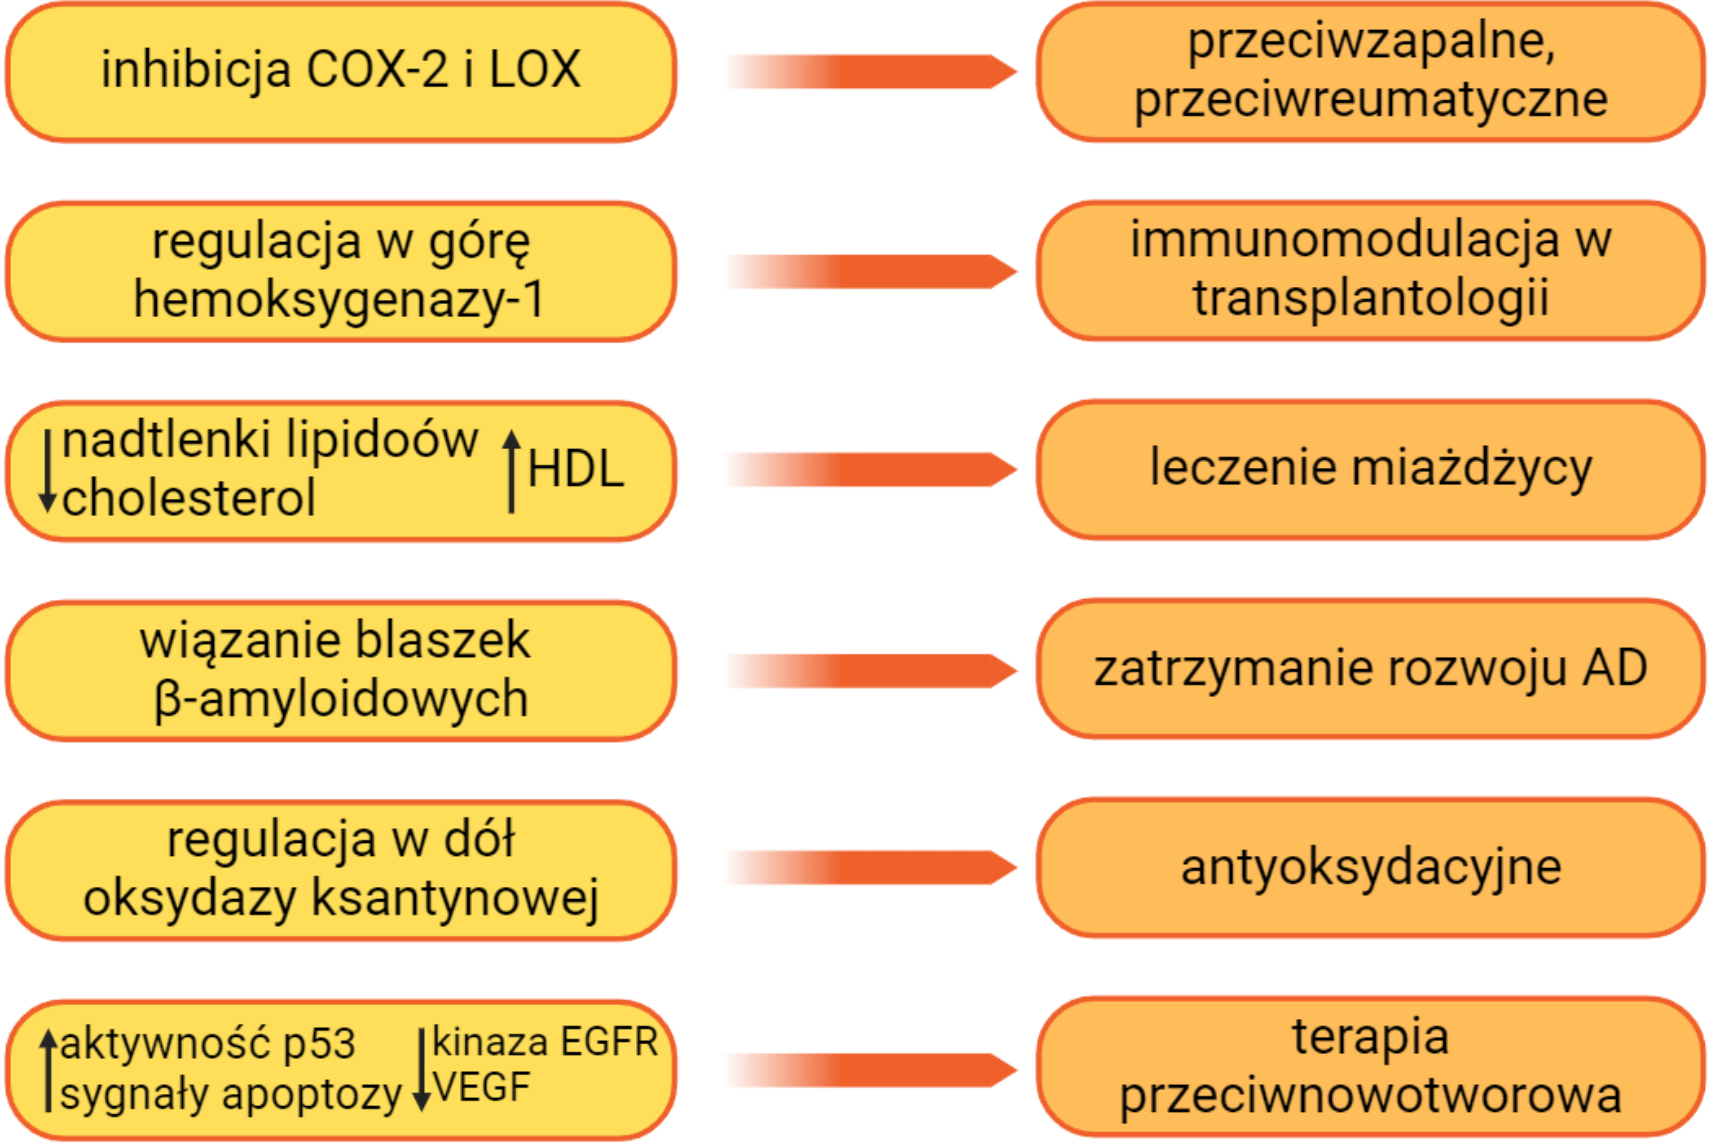 inhibicja COX-2 i LOX
przeciwzapalne,
przeciwreumatyczne
regulacja w górę
hemoksygenazy-1
immunomodulacja w
transplantologii
nadtlenki lipidoów
cholesterol
HDL
leczenie miażdżycy
wiązanie blaszek
β-amyloidowych
zatrzymanie rozwoju AD
regulacja w dół
oksydazy ksantynowej
antyoksydacyjne
aktywność p53
sygnały apoptozy
kinaza EGFR
VEGF
terapia
przeciwnowotworowa